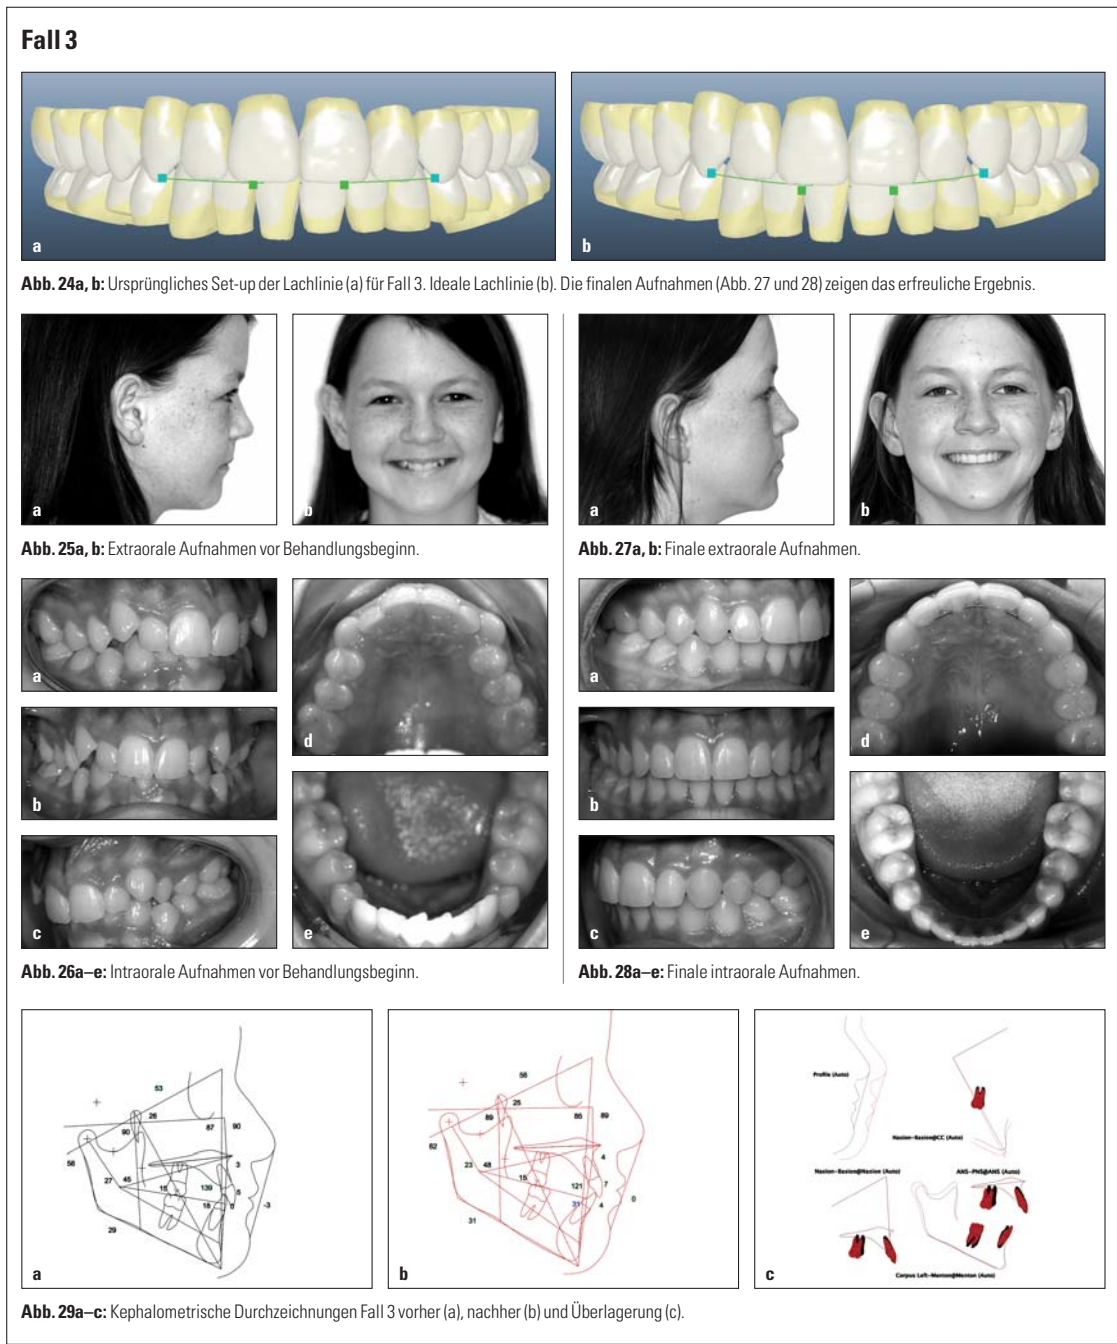 Fall 3
a
b
Abb. 24a, b: Ursprüngliches Set-up der Lachlinie (a) für Fall 3. Ideale Lachlinie (b). Die finalen Aufnahmen (Abb. 27 und 28) zeigen das erfreuliche Ergebnis.
a
b
Abb. 25a, b: Extraorale Aufnahmen vor Behandlungsbeginn.
a
b
c
d
e
Abb. 26a–e: Intraorale Aufnahmen vor Behandlungsbeginn.
a
b
Abb. 27a, b: Finale extraorale Aufnahmen.
a
b
c
d
e
Abb. 28a–e: Finale intraorale Aufnahmen.
53
26
90
87
90
58
27
45
15
139
3
5
18
-3
29
a
56
25
89
85
89
62
23
48
15
121
4
7
31
4
0
31
b
Profile (Auto)
Nasion-Basion@CC (Auto)
Nasion-Basion@Nasion (Auto)
ANS-PNS@ANS (Auto)
Corpus Left-Menton@Menton (Auto)
c
Abb. 29a–c: Kephalometrische Durchzeichnungen Fall 3 vorher (a), nachher (b) und Überlagerung (c).